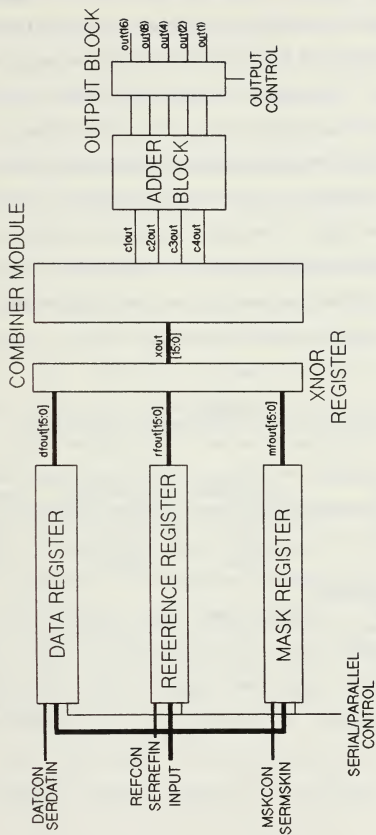 DATCON
SERDATIN
REFCON
SERREFIN
INPUT
MSKCON
SERMSKIN
SERIAL/PARALLEL
CONTROL
DATA REGISTER
REFERENCE REGISTER
MASK REGISTER
dfout[15:0]
rfout[15:0]
mfout[15:0]
XNOR
REGISTER
xout
[15:0]
COMBINER MODULE
c1out
c2out
c3out
c4out
ADDER
BLOCK
OUTPUT BLOCK
out(16)
out(8)
out(4)
out(2)
out(1)
OUTPUT
CONTROL